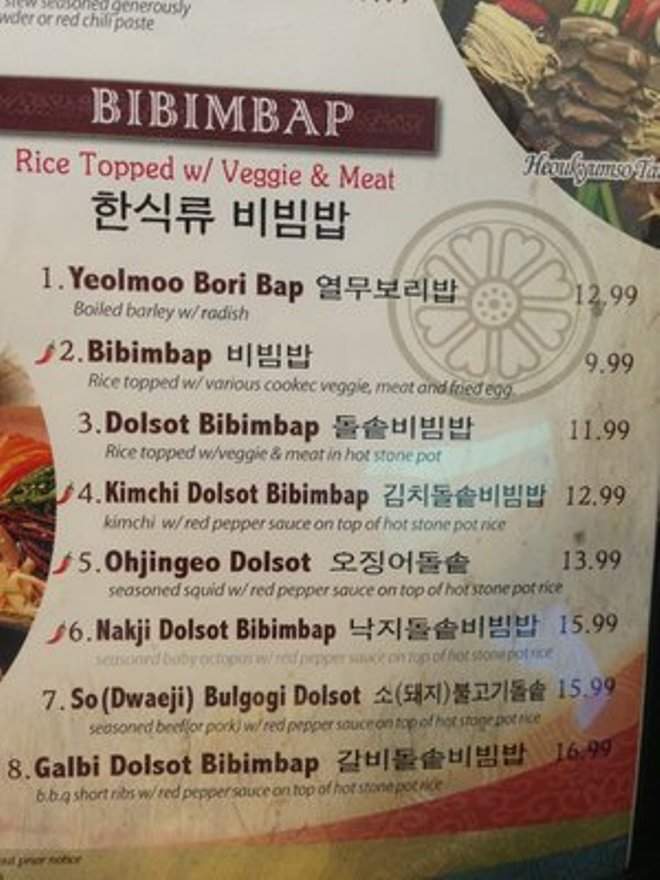 stew seasoned generously
wder or red chili paste
BIBIMBAP
Rice Topped w/ Veggie & Meat
한식류 비빔밥
Heoukyumso Ta
1. Yeolmoo Bori Bap 열무보리밥 12.99
Boiled barley w/ radish
2. Bibimbap 비빔밥 9.99
Rice topped w/ various cookec veggie, meat and fried egg.
3. Dolsot Bibimbap 돌솥비빔밥 11.99
Rice topped w/veggie & meat in hot stone pot
4. Kimchi Dolsot Bibimbap 김치돌솥비빔밥 12.99
kimchi w/ red pepper sauce on top of hot stone pot rice
5. Ohjingeo Dolsot 오징어돌솥 13.99
seasoned squid w/ red pepper sauce on top of hot stone pot rice
6. Nakji Dolsot Bibimbap 낙지돌솥비빔밥 15.99
seasoned baby octopus w/ red pepper sauce on top of hot stone pot rice
7. So(Dwaeji) Bulgogi Dolsot 소(돼지)불고기돌솥 15.99
seasoned beef(or pork) w/ red pepper sauce on top of hot stone pot rice
8. Galbi Dolsot Bibimbap 갈비돌솥비빔밥 16.99
b.b.q short ribs w/ red pepper sauce on top of hot stone pot rice
out prior notice